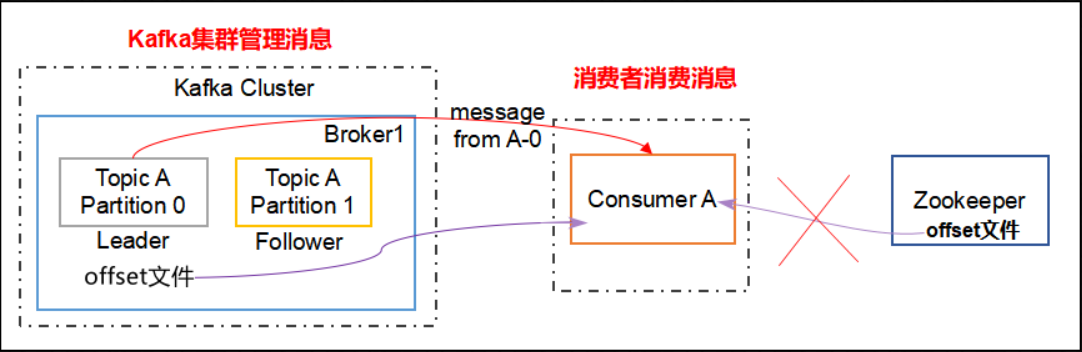 Kafka集群管理消息
Kafka Cluster
Broker1
Topic A
Partition 0
Leader
Topic A
Partition 1
Follower
offset文件
message
from A-0
消费者消费消息
Consumer A
Zookeeper
offset文件